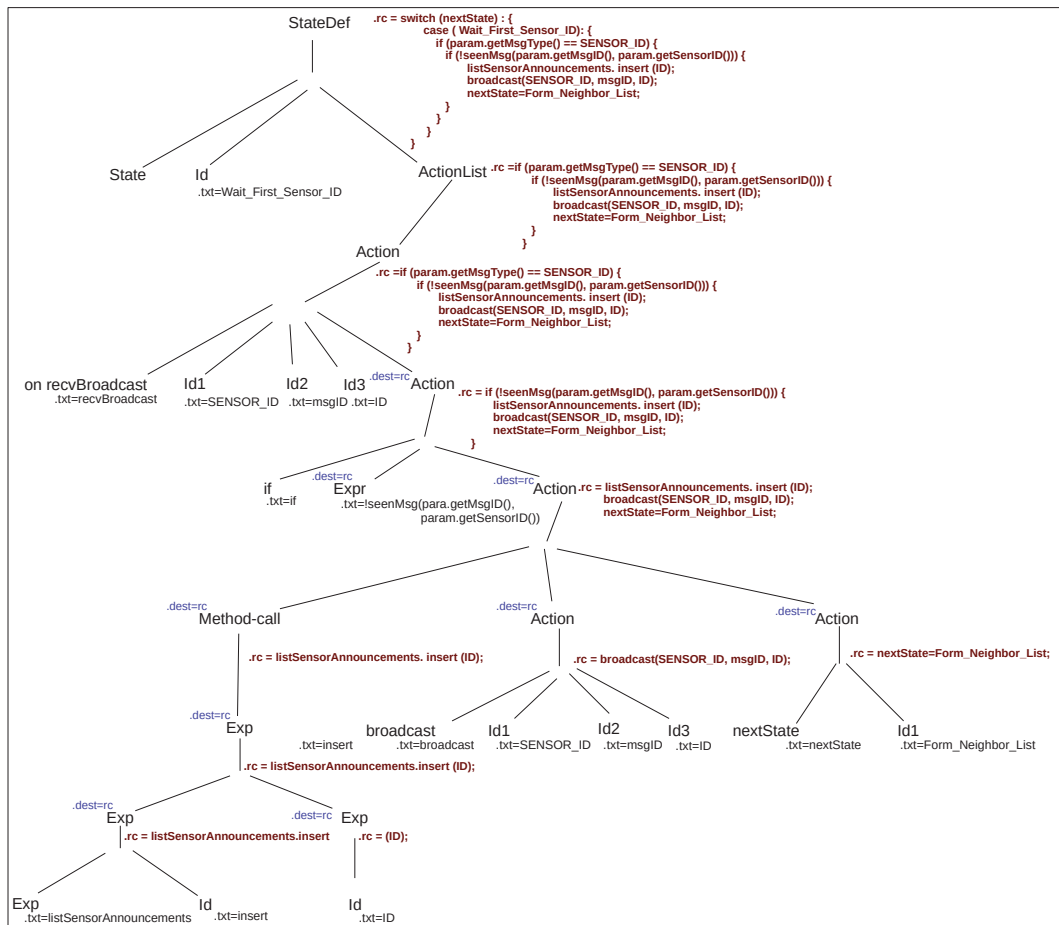 StateDef
.rc = switch (nextState) : {
case ( Wait_First_Sensor_ID): {
if (param.getMsgType() == SENSOR_ID) {
if (!seenMsg(param.getMsgID(), param.getSensorID())) {
listSensorAnnouncements. insert (ID);
broadcast(SENSOR_ID, msgID, ID);
nextState=Form_Neighbor_List;
}
}
}
}
State
Id
.txt=Wait_First_Sensor_ID
ActionList
.rc =if (param.getMsgType() == SENSOR_ID) {
if (!seenMsg(param.getMsgID(), param.getSensorID())) {
listSensorAnnouncements. insert (ID);
broadcast(SENSOR_ID, msgID, ID);
nextState=Form_Neighbor_List;
}
}
Action
.rc =if (param.getMsgType() == SENSOR_ID) {
if (!seenMsg(param.getMsgID(), param.getSensorID())) {
listSensorAnnouncements. insert (ID);
broadcast(SENSOR_ID, msgID, ID);
nextState=Form_Neighbor_List;
}
}
on recvBroadcast
.txt=recvBroadcast
Id1
.txt=SENSOR_ID
Id2
.txt=msgID
Id3
.txt=ID
.dest=rc
Action
.rc = if (!seenMsg(param.getMsgID(), param.getSensorID())) {
listSensorAnnouncements. insert (ID);
broadcast(SENSOR_ID, msgID, ID);
nextState=Form_Neighbor_List;
}
if
.txt=if
.dest=rc
Expr
.txt=!seenMsg(para.getMsgID(),
param.getSensorID())
.dest=rc
Action
.rc = listSensorAnnouncements. insert (ID);
broadcast(SENSOR_ID, msgID, ID);
nextState=Form_Neighbor_List;
.dest=rc
Method-call
.dest=rc
Action
.dest=rc
Action
.rc = listSensorAnnouncements. insert (ID);
.rc = broadcast(SENSOR_ID, msgID, ID);
.rc = nextState=Form_Neighbor_List;
.dest=rc
Exp
.txt=insert
broadcast
.txt=broadcast
Id1
.txt=SENSOR_ID
Id2
.txt=msgID
Id3
.txt=ID
nextState
.txt=nextState
Id1
.txt=Form_Neighbor_List
.rc = listSensorAnnouncements.insert (ID);
.dest=rc
Exp
.dest=rc
Exp
.rc = listSensorAnnouncements.insert
.rc = (ID);
Exp
.txt=listSensorAnnouncements
Id
.txt=insert
Id
.txt=ID